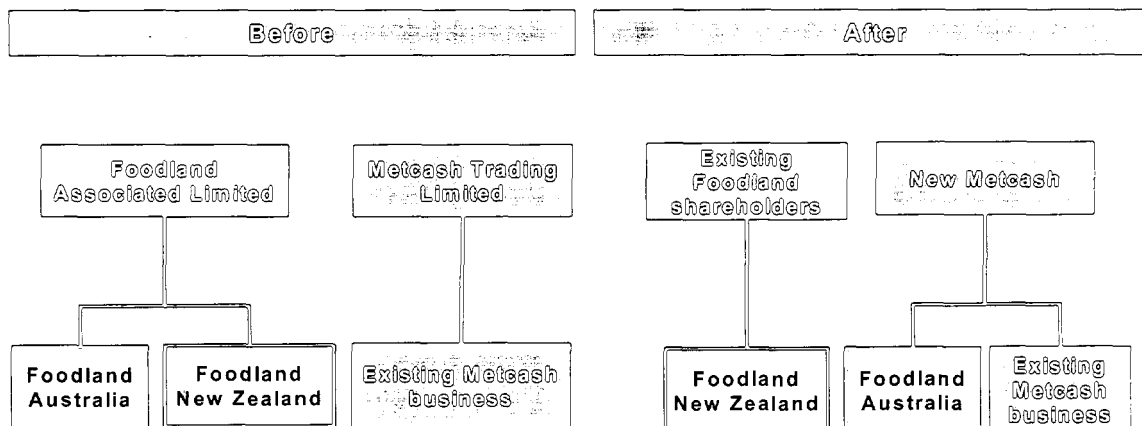 Before
After
Foodland
Associated Limited
Metcash Trading
Limited
Existing
Foodland
shareholders
New Metcash
Foodland
Australia
Foodland
New Zealand
Existing Metcash
business
Foodland
New Zealand
Foodland
Australia
Existing
Metcash
business